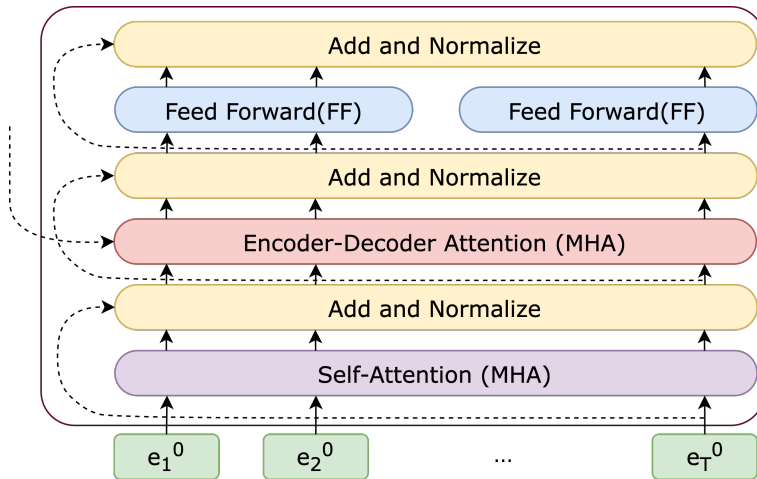 Add and Normalize
Feed Forward(FF) Feed Forward(FF)
Add and Normalize
Encoder-Decoder Attention (MHA)
Add and Normalize
Self-Attention (MHA)
e₁⁰ e₂⁰ ... e_T⁰